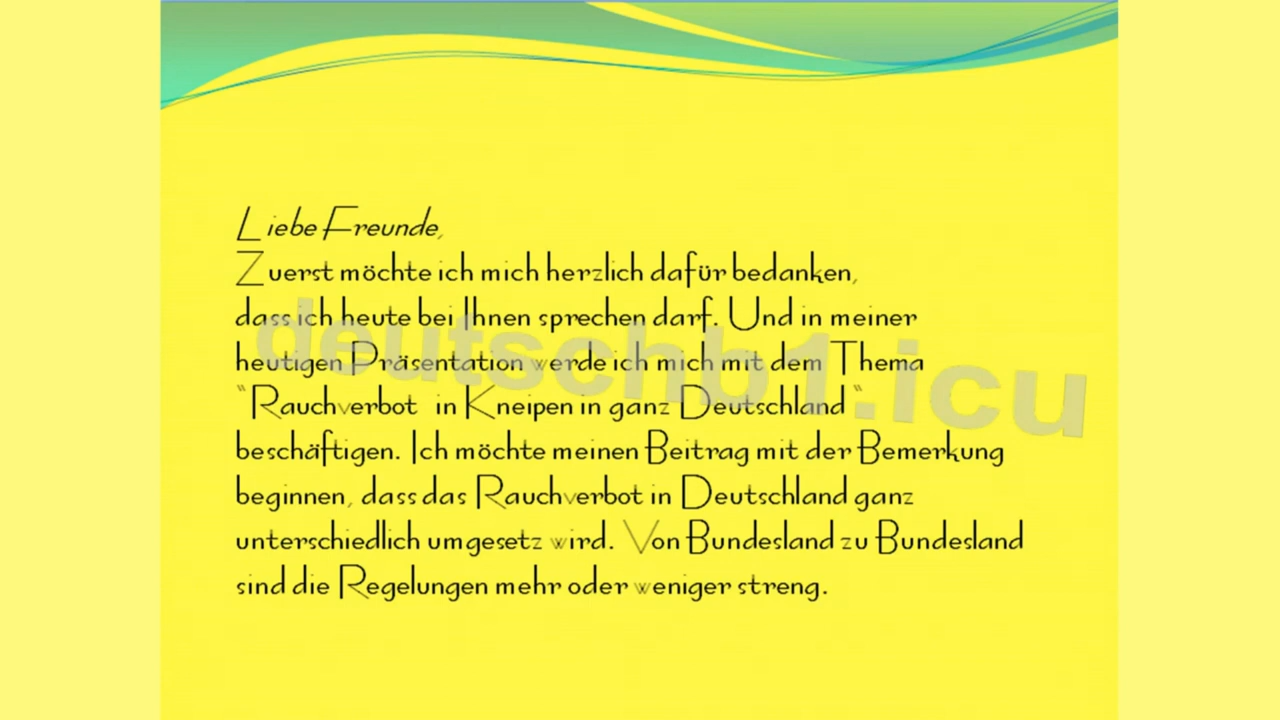 Liebe Freunde,
Zuerst möchte ich mich herzlich dafür bedanken,
dass ich heute bei Ihnen sprechen darf. Und in meiner
heutigen Präsentation werde ich mich mit dem Thema
“Rauchverbot in Kneipen in ganz Deutschland“
beschäftigen. Ich möchte meinen Beitrag mit der Bemerkung
beginnen, dass das Rauchverbot in Deutschland ganz
unterschiedlich umgesetz wird. Von Bundesland zu Bundesland
sind die Regelungen mehr oder weniger streng.
deutschb1.icu